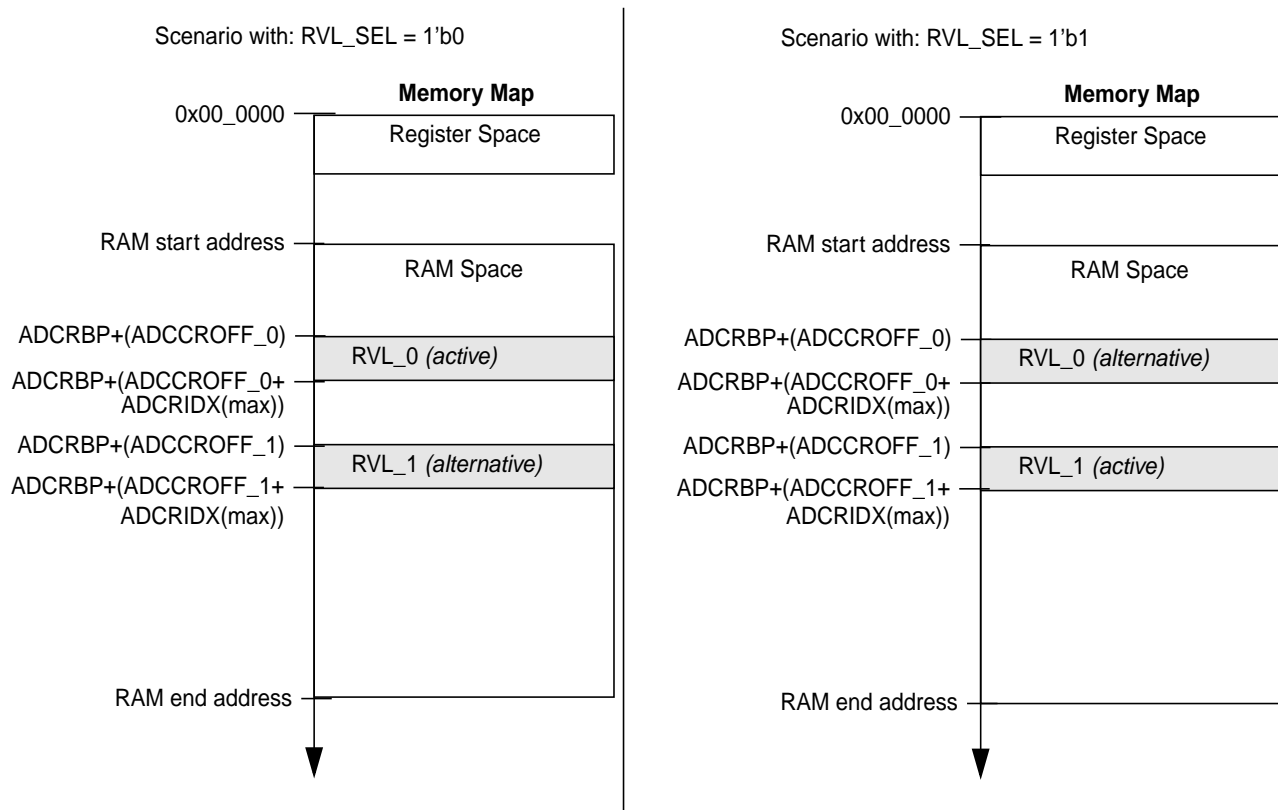 Scenario with: RVL_SEL = 1'b0
Memory Map
0x00_0000
Register Space
RAM start address
RAM Space
ADCRBP+(ADCCROFF_0)
RVL_0 (active)
ADCRBP+(ADCCROFF_0+
ADCRIDX(max))
ADCRBP+(ADCCROFF_1)
RVL_1 (alternative)
ADCRBP+(ADCCROFF_1+
ADCRIDX(max))
RAM end address
Scenario with: RVL_SEL = 1'b1
Memory Map
0x00_0000
Register Space
RAM start address
RAM Space
ADCRBP+(ADCCROFF_0)
RVL_0 (alternative)
ADCRBP+(ADCCROFF_0+
ADCRIDX(max))
ADCRBP+(ADCCROFF_1)
RVL_1 (active)
ADCRBP+(ADCCROFF_1+
ADCRIDX(max))
RAM end address